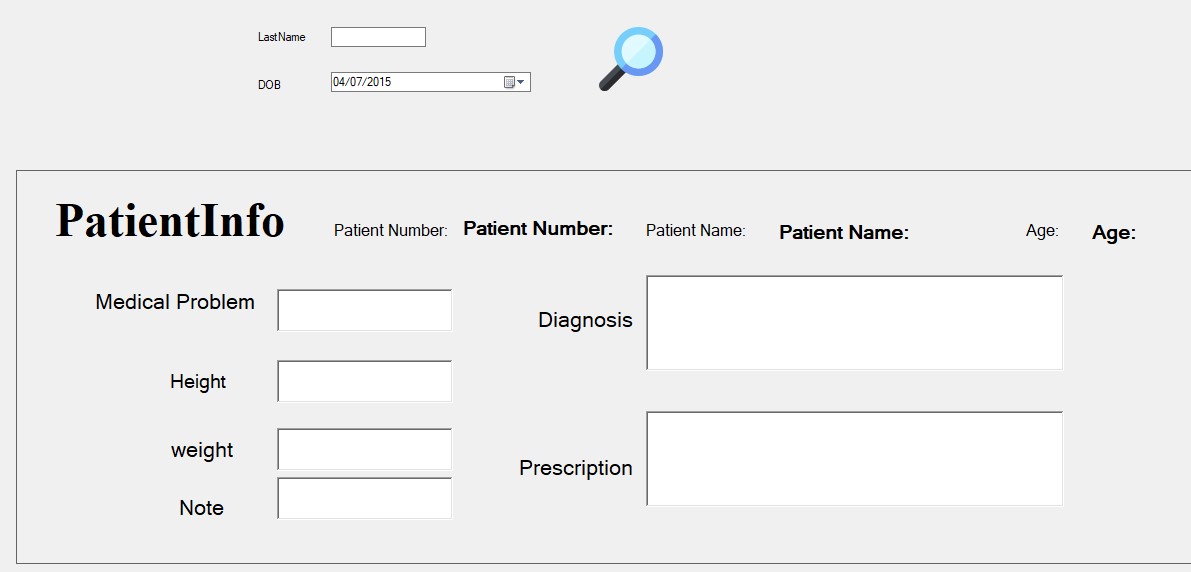 LastName
DOB 04/07/2015
PatientInfo Patient Number: Patient Number: Patient Name: Patient Name: Age: Age:
Medical Problem
Diagnosis
Height
weight
Prescription
Note